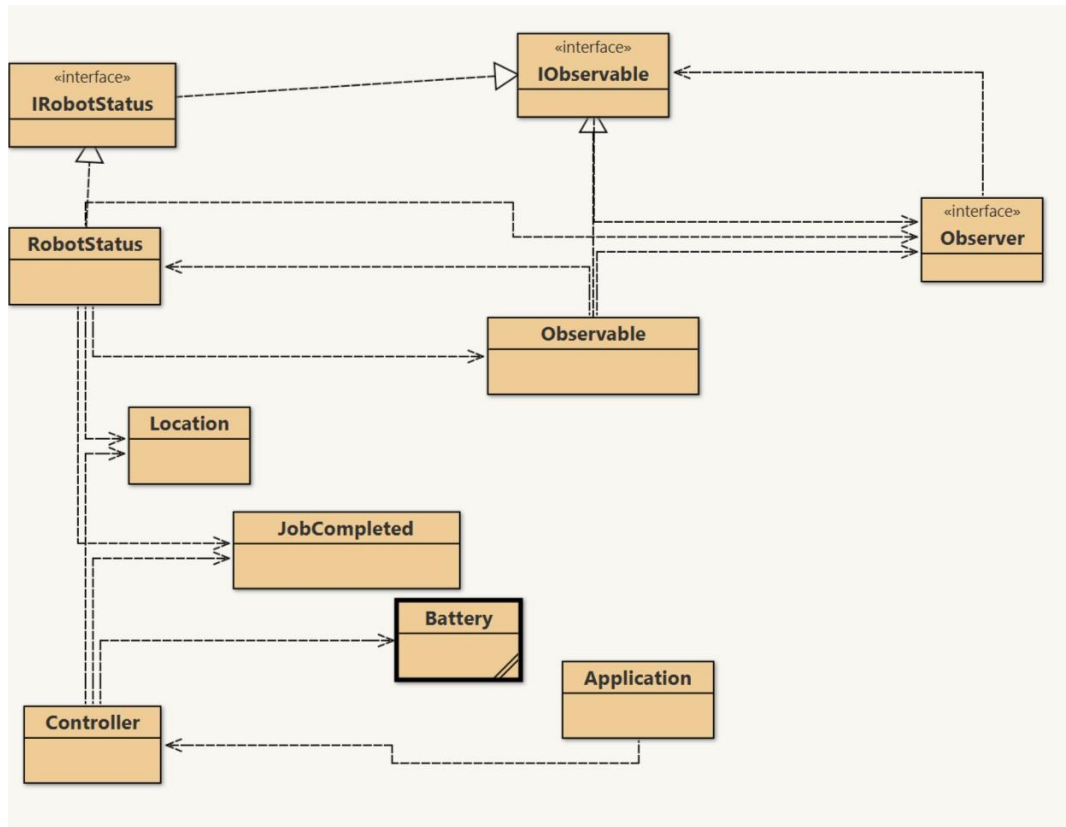 «interface»
IObservable
«interface»
IRobotStatus
«interface»
Observer
RobotStatus
Observable
Location
JobCompleted
Battery
Application
Controller